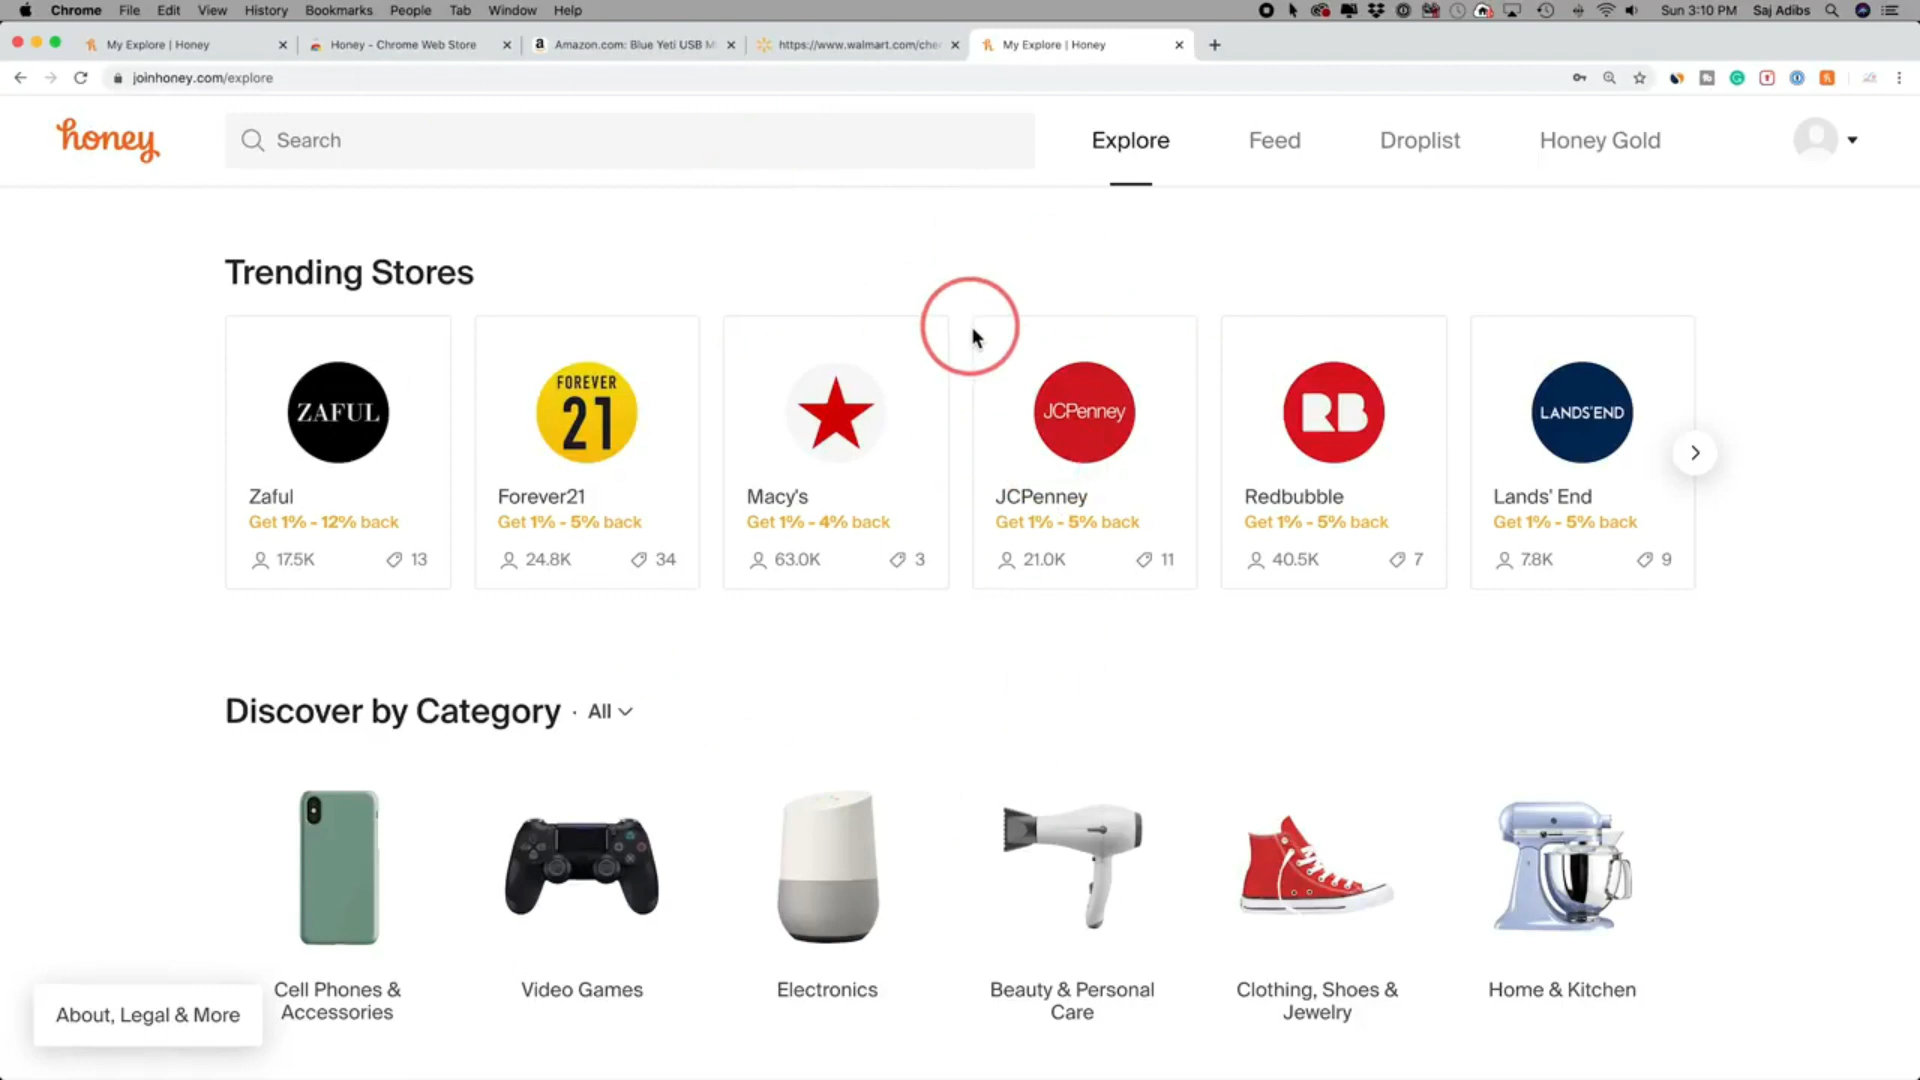 Chrome File Edit View History Bookmarks People Tab Window Help Sun 3:10 PM Saj Adibs
My Explore | Honey Honey - Chrome Web Store Amazon.com: Blue Yeti USB M https://www.walmart.com/che My Explore | Honey
joinhoney.com/explore
honey Search Explore Feed Droplist Honey Gold
Trending Stores
ZAFUL FOREVER 21 JCPenney RB LANDS'END
Zaful Forever21 Macy's JCPenney Redbubble Lands' End
Get 1% - 12% back Get 1% - 5% back Get 1% - 4% back Get 1% - 5% back Get 1% - 5% back Get 1% - 5% back
17.5K 13 24.8K 34 63.0K 3 21.0K 11 40.5K 7 7.8K 9
Discover by Category · All
Cell Phones & Accessories Video Games Electronics Beauty & Personal Care Clothing, Shoes & Jewelry Home & Kitchen
About, Legal & More